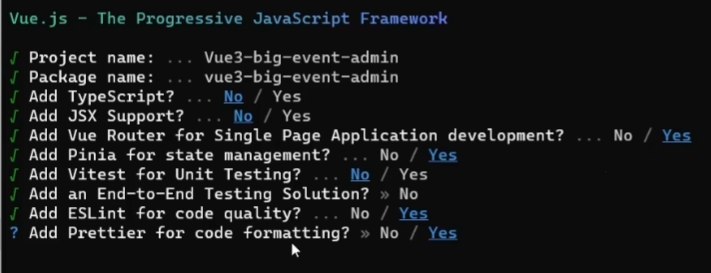 Vue.js - The Progressive JavaScript Framework
√ Project name: ... Vue3-big-event-admin
√ Package name: ... vue3-big-event-admin
√ Add TypeScript? ... No / Yes
√ Add JSX Support? ... No / Yes
√ Add Vue Router for Single Page Application development? ... No / Yes
√ Add Pinia for state management? ... No / Yes
√ Add Vitest for Unit Testing? ... No / Yes
√ Add an End-to-End Testing Solution? » No
√ Add ESLint for code quality? ... No / Yes
? Add Prettier for code formatting? » No / Yes